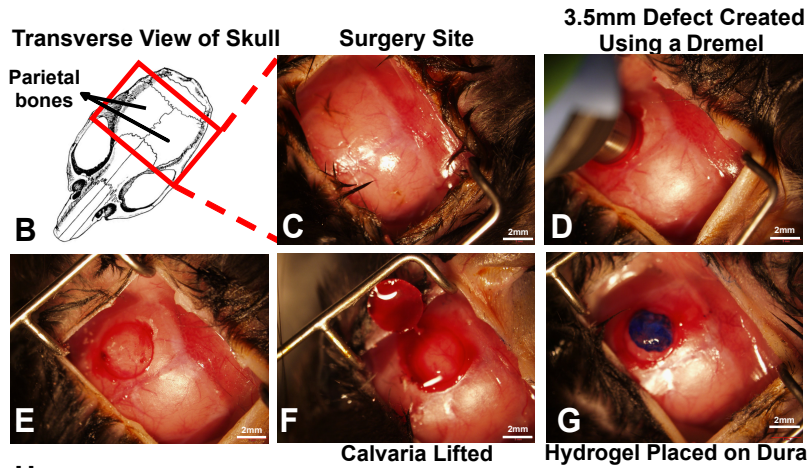 Transverse View of Skull
Parietal
bones
B
Surgery Site
C
2mm
3.5mm Defect Created
Using a Dremel
D
2mm
E
2mm
F
2mm
Calvaria Lifted
G
2mm
Hydrogel Placed on Dura